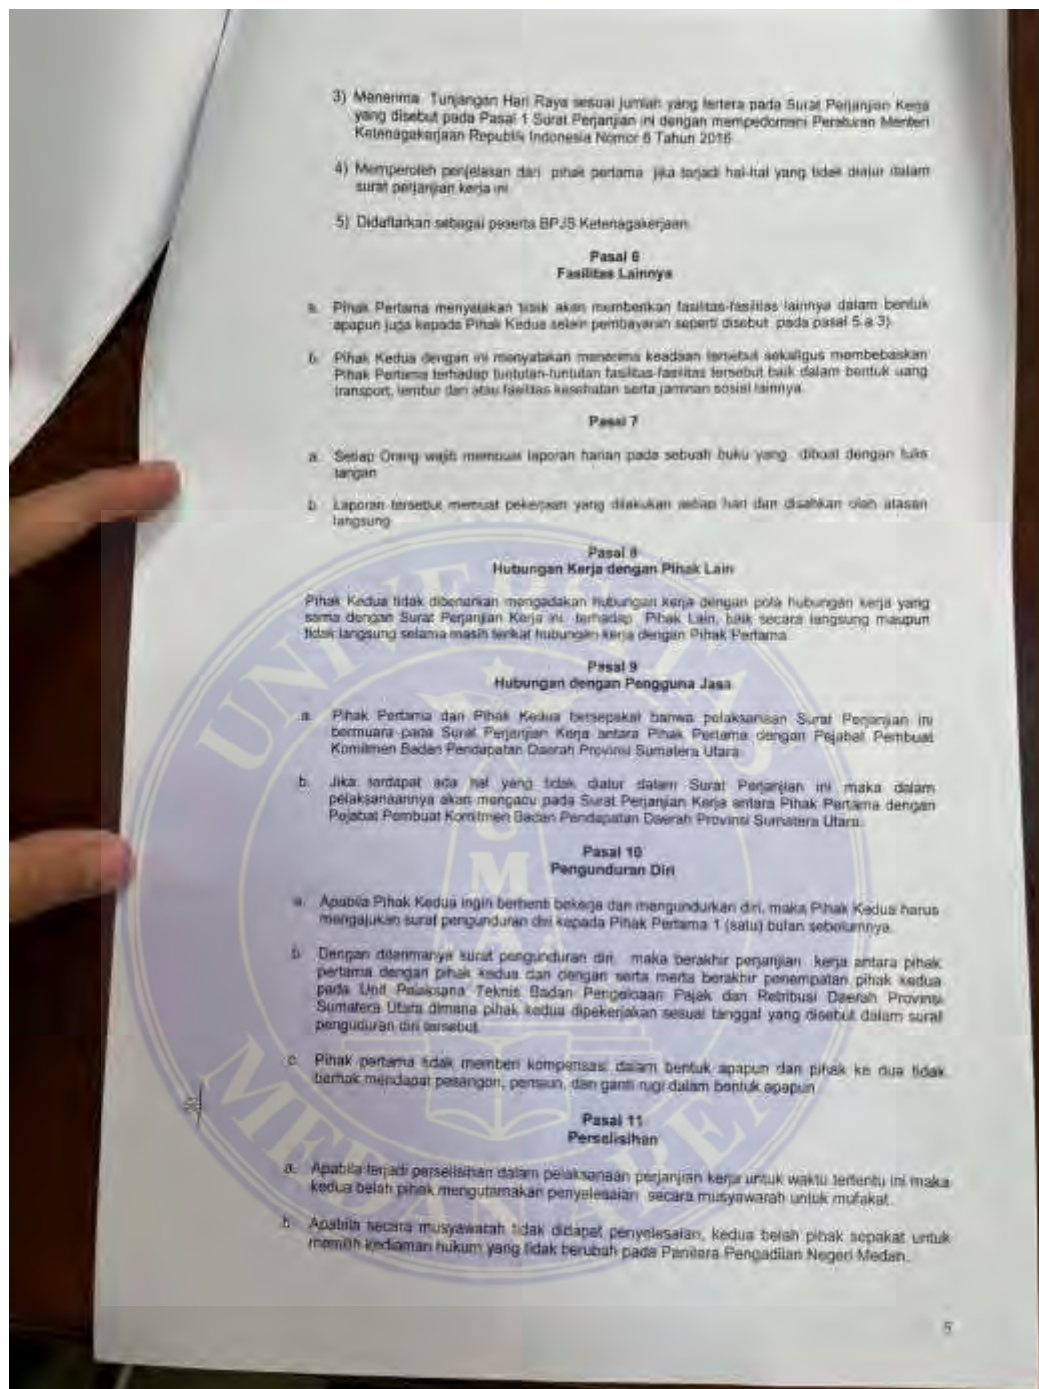 3) Menerima Tunjangan Hari Raya sesuai jumlah yang tertera pada Surat Perjanjian Kerja
yang disebut pada Pasal 1 Surat Perjanjian ini dengan mempedomani Peraturan Menteri
Ketenagakerjaan Republik Indonesia Nomor 6 Tahun 2016
4) Memperoleh penjelasan dari pihak pertama jika terjadi hal-hal yang tidak diatur dalam
surat perjanjian kerja ini
5) Didaftarkan sebagai peserta BPJS Ketenagakerjaan.
Pasal 6
Fasilitas Lainnya
a. Pihak Pertama menyatakan tidak akan memberikan fasilitas-fasilitas lainnya dalam bentuk
apapun juga kepada Pihak Kedua selain pembayaran seperti disebut pada pasal 5.a 3)
b. Pihak Kedua dengan ini menyatakan menerima keadaan tersebut sekaligus membebaskan
Pihak Pertama terhadap tuntutan-tuntutan fasilitas-fasilitas tersebut baik dalam bentuk uang
transport, lembur dan atau fasilitas kesehatan serta jaminan sosial lainnya.
Pasal 7
a. Setiap Orang wajib membuat laporan harian pada sebuah buku yang dibuat dengan tulis
tangan
b. Laporan tersebut memuat pekerjaan yang dilakukan setiap hari dan disahkan oleh atasan
langsung
Pasal 8
Hubungan Kerja dengan Pihak Lain
Pihak Kedua tidak dibenarkan mengadakan hubungan kerja dengan pola hubungan kerja yang
sama dengan Surat Perjanjian Kerja ini terhadap Pihak Lain, baik secara langsung maupun
tidak langsung selama masih terikat hubungan kerja dengan Pihak Pertama
Pasal 9
Hubungan dengan Pengguna Jasa
a. Pihak Pertama dan Pihak Kedua bersepakat bahwa pelaksanaan Surat Perjanjian ini
bermuara pada Surat Perjanjian Kerja antara Pihak Pertama dengan Pejabat Pembuat
Komitmen Badan Pendapatan Daerah Provinsi Sumatera Utara
b. Jika terdapat ada hal yang tidak diatur dalam Surat Perjanjian ini maka dalam
pelaksanaannya akan mengacu pada Surat Perjanjian Kerja antara Pihak Pertama dengan
Pejabat Pembuat Komitmen Badan Pendapatan Daerah Provinsi Sumatera Utara.
Pasal 10
Pengunduran Diri
a. Apabila Pihak Kedua ingin berhenti bekerja dan mengundurkan diri, maka Pihak Kedua harus
mengajukan surat pengunduran diri kepada Pihak Pertama 1 (satu) bulan sebelumnya.
b. Dengan diterimanya surat pengunduran diri maka berakhir perjanjian kerja antara pihak
pertama dengan pihak kedua dan dengan serta merta berakhir penempatan pihak kedua
pada Unit Pelaksana Teknis Badan Pengelolaan Pajak dan Retribusi Daerah Provinsi
Sumatera Utara dimana pihak kedua dipekerjakan sesuai tanggal yang disebut dalam surat
penguduran diri tersebut
c. Pihak pertama tidak memberi kompensasi dalam bentuk apapun dan pihak ke dua tidak
berhak mendapat pesangon, pensiun, dan ganti rugi dalam bentuk apapun
Pasal 11
Perselisihan
a. Apabila terjadi perselisihan dalam pelaksanaan perjanjian kerja untuk waktu tertentu ini maka
kedua belah pihak mengutamakan penyelesaian secara musyawarah untuk mufakat.
b. Apabila secara musyawarah tidak didapat penyelesaian, kedua belah pihak sepakat untuk
memilih kediaman hukum yang tidak berubah pada Panitera Pengadilan Negeri Medan.
5
UNIVERSITAS
MEDAN AREA